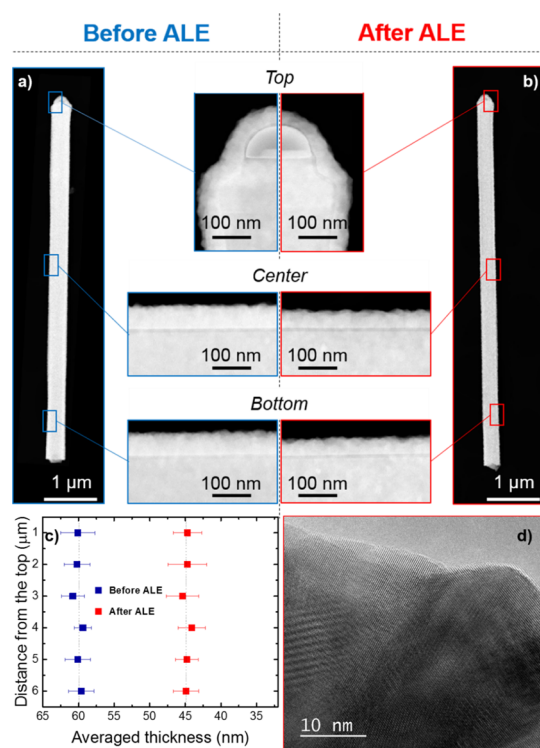 Before ALE
After ALE
a)
Top
b)
100 nm
100 nm
Center
100 nm
100 nm
Bottom
100 nm
100 nm
1 μm
1 μm
c)
Distance from the top (μm)
1
2
3
4
5
6
Before ALE
After ALE
65
60
55
50
45
40
35
Averaged thickness (nm)
d)
10 nm